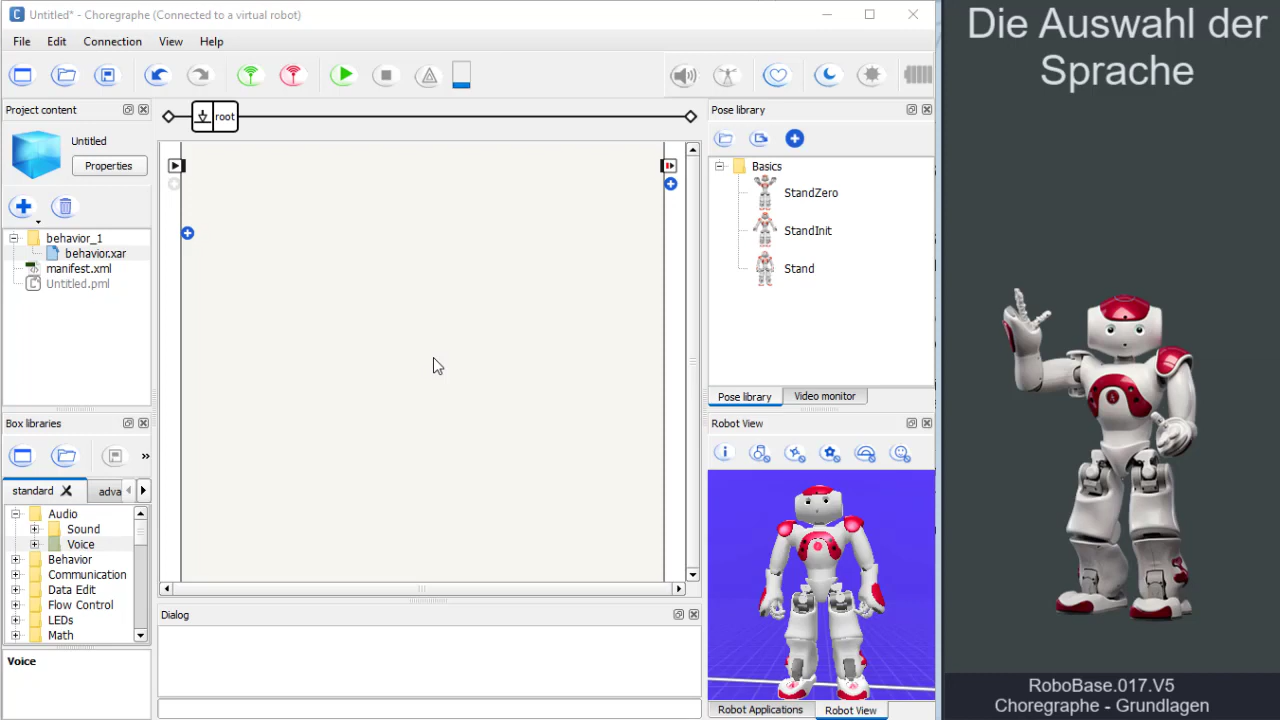 Untitled* - Choregraphe (Connected to a virtual robot)
File Edit Connection View Help
Project content
Untitled
Properties
behavior_1
behavior.xar
manifest.xml
Untitled.pml
Box libraries
standard
adva
Audio
Sound
Voice
Behavior
Communication
Data Edit
Flow Control
LEDs
Math
Voice
root
Dialog
Pose library
Basics
StandZero
StandInit
Stand
Pose library Video monitor
Robot View
Robot Applications Robot View
Die Auswahl der
Sprache
RoboBase.017.V5
Choregraphe - Grundlagen